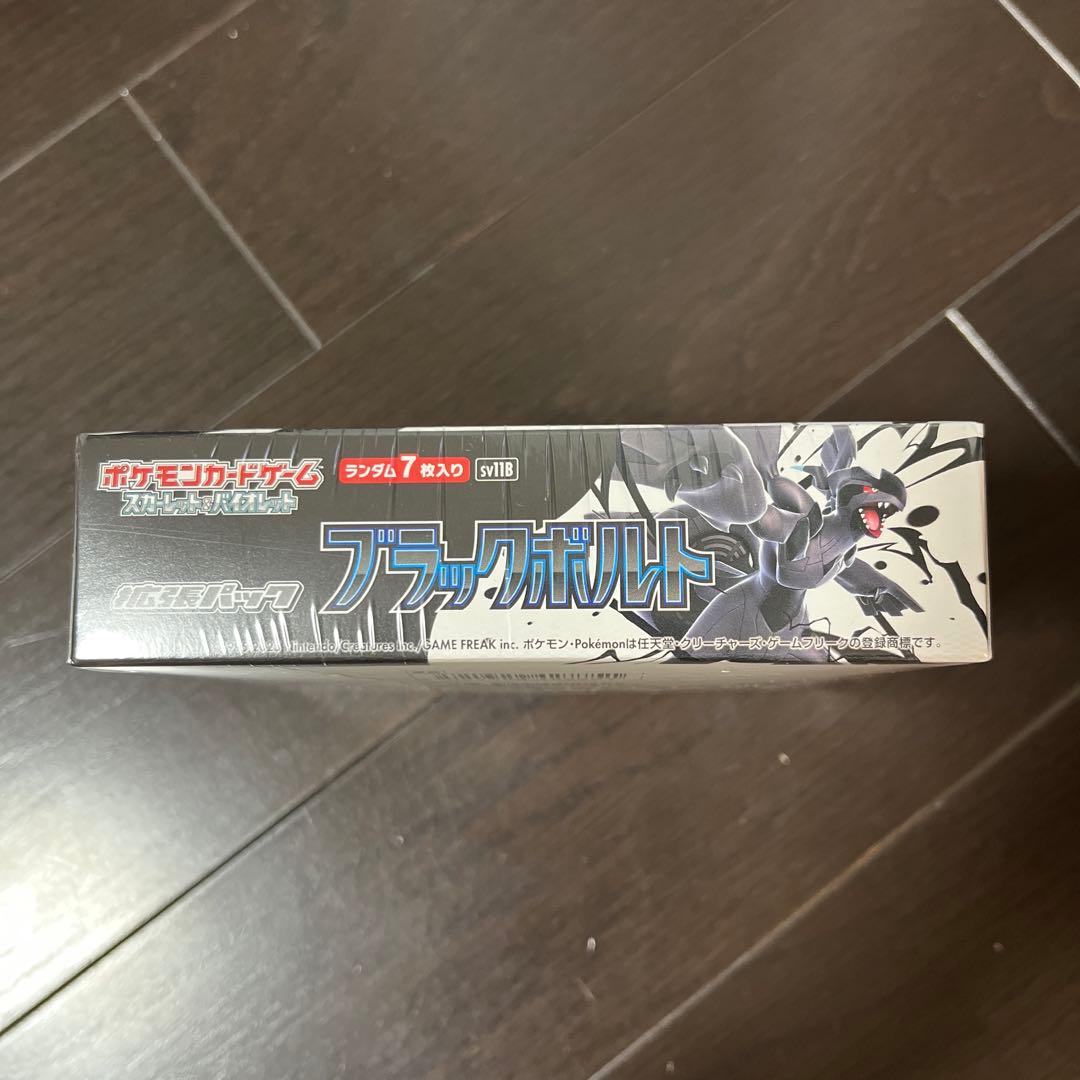 ポケモンカードゲーム
スカーレット&バイオレット
ランダム7枚入り
sv11B
ブラックボルト
拡張パック
Nintendo/Creatures Inc./GAME FREAK inc. ポケモン・Pokémonは任天堂・クリーチャーズ・ゲームフリークの登録商標です。